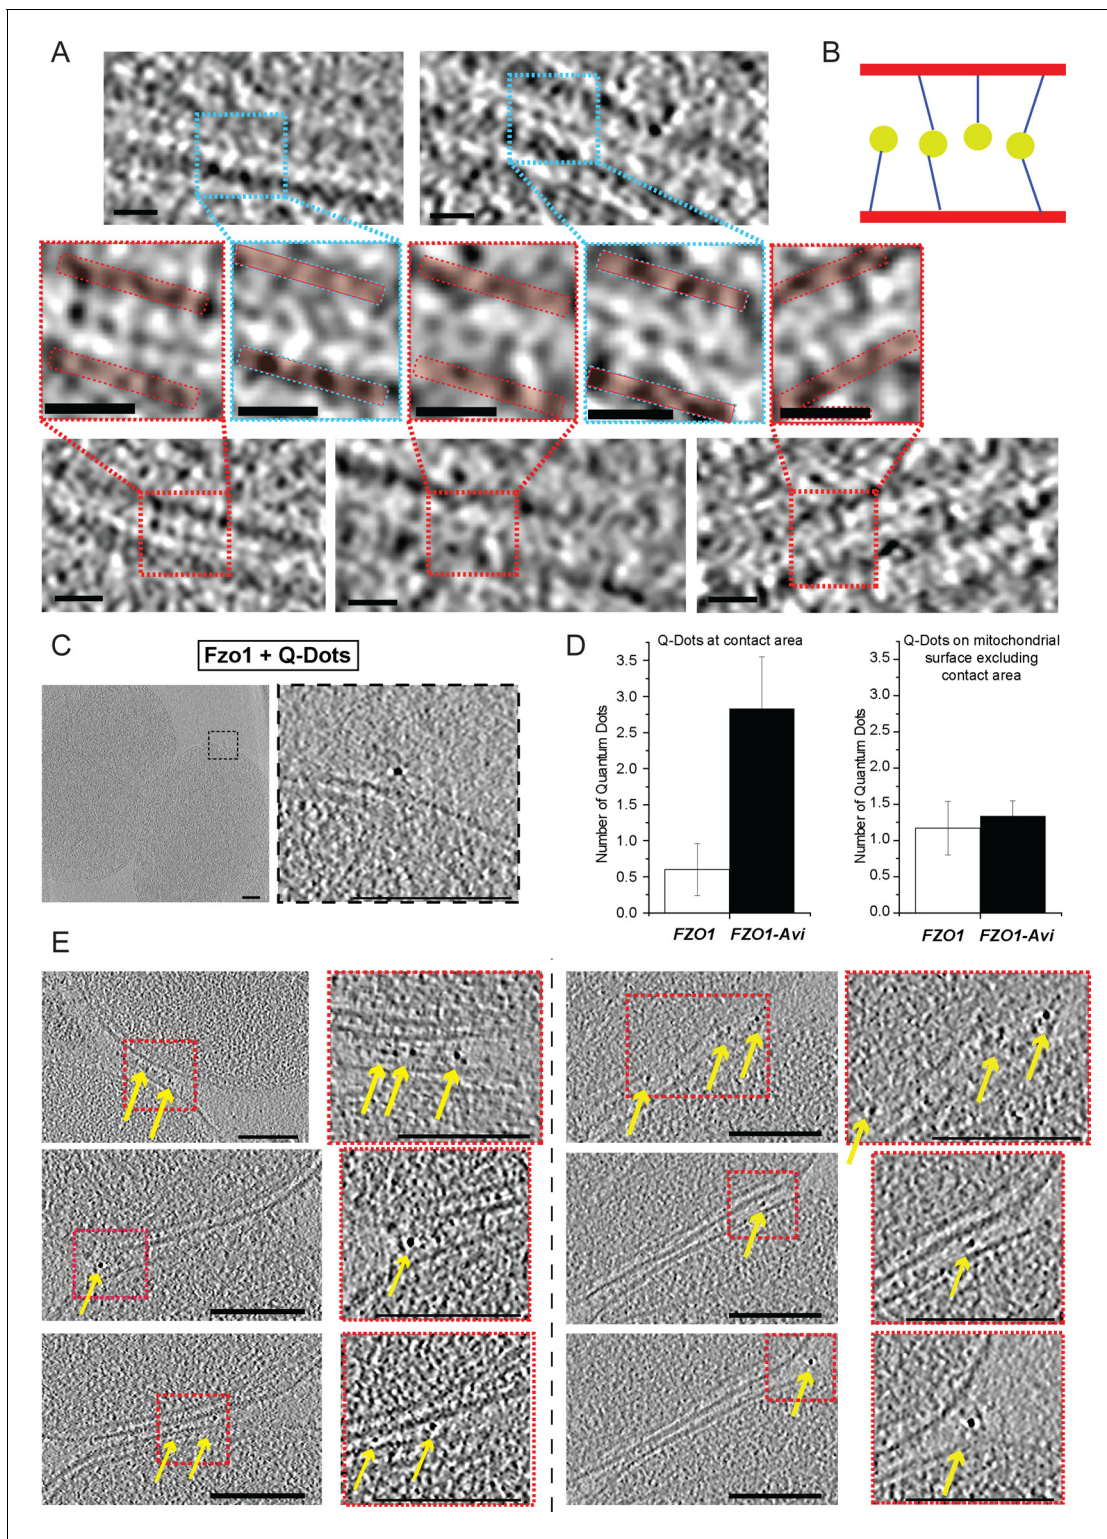 A
B
C
Fzo1 + Q-Dots
D
Q-Dots at contact area
Number of Quantum Dots
3.5
3.0
2.5
2.0
1.5
1.0
0.5
0.0
FZO1
FZO1-Avi
Q-Dots on mitochondrial
surface excluding
contact area
Number of Quantum Dots
3.5
3.0
2.5
2.0
1.5
1.0
0.5
0.0
FZO1
FZO1-Avi
E